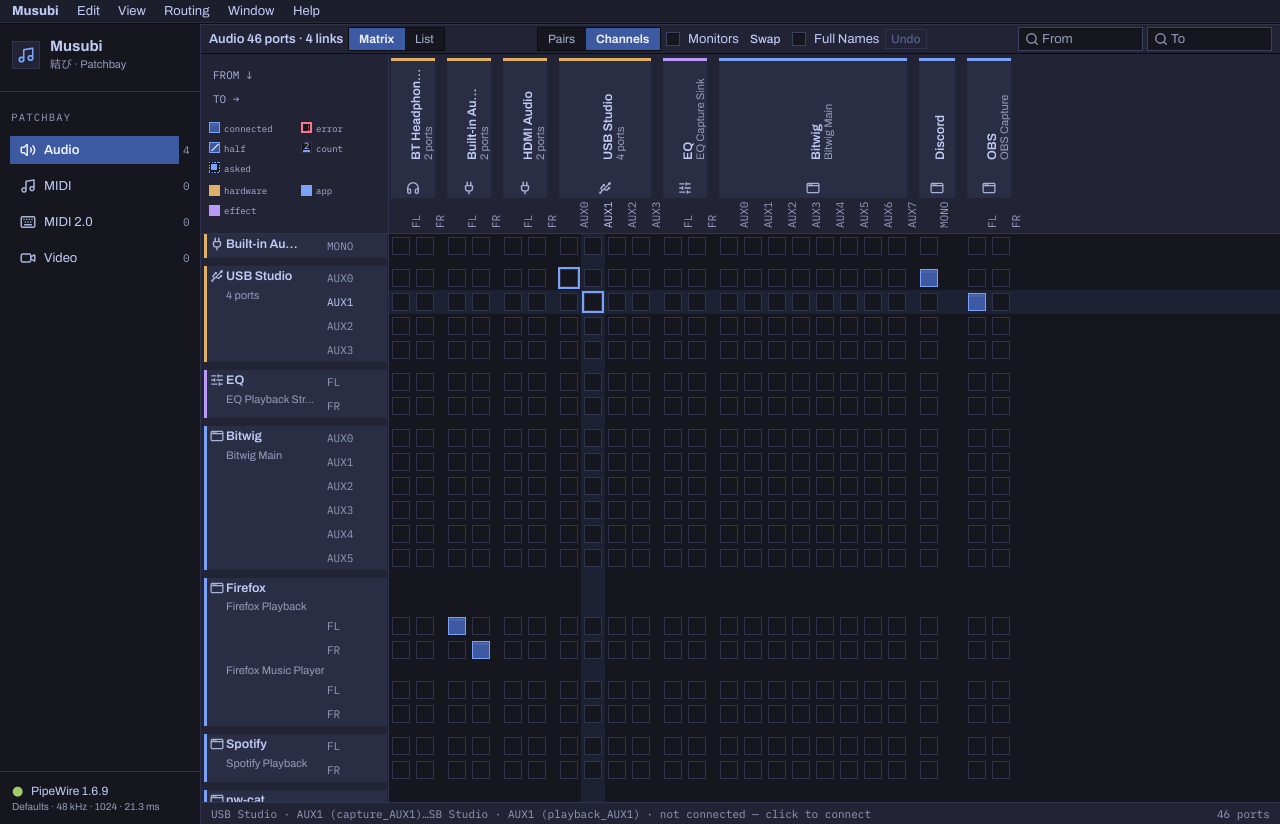 Musubi Edit View Routing Window Help
Musubi
結び · Patchbay
PATCHBAY
Audio 4
MIDI 0
MIDI 2.0 0
Video 0
PipeWire 1.6.9
Defaults · 48 kHz · 1024 · 21.3 ms
Audio 46 ports · 4 links Matrix List Pairs Channels Monitors Swap Full Names Undo From To
FROM ↓
TO →
connected error
half 2 count
asked
hardware app
effect
BT Headphon…
2 ports
Built-in Au…
2 ports
HDMI Audio
2 ports
USB Studio
4 ports
EQ
EQ Capture Sink
Bitwig
Bitwig Main
Discord
OBS
OBS Capture
FL FR FL FR FL FR AUX0 AUX1 AUX2 AUX3 FL FR AUX0 AUX1 AUX2 AUX3 AUX4 AUX5 AUX6 AUX7 MONO FL FR
Built-in Au… MONO
USB Studio AUX0
4 ports
AUX1
AUX2
AUX3
EQ FL
EQ Playback Str… FR
Bitwig AUX0
Bitwig Main AUX1
AUX2
AUX3
AUX4
AUX5
Firefox
Firefox Playback
FL
FR
Firefox Music Player
FL
FR
Spotify FL
Spotify Playback FR
pw-cat
USB Studio · AUX1 (capture_AUX1)…SB Studio · AUX1 (playback_AUX1) · not connected — click to connect 46 ports